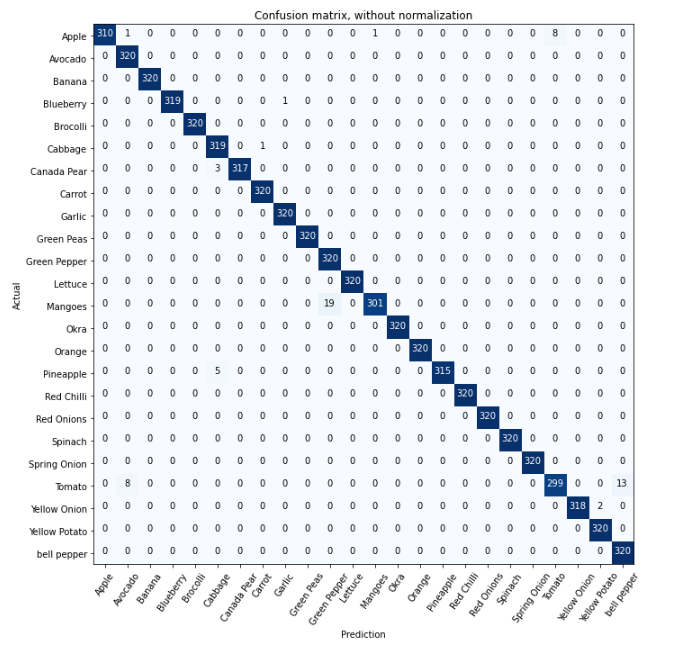 Confusion matrix, without normalization
Apple 310 1 0 0 0 0 0 0 0 0 0 0 1 0 0 0 0 0 0 0 8 0 0 0
Avocado 0 320 0 0 0 0 0 0 0 0 0 0 0 0 0 0 0 0 0 0 0 0 0 0
Banana 0 0 320 0 0 0 0 0 0 0 0 0 0 0 0 0 0 0 0 0 0 0 0 0
Blueberry 0 0 0 319 0 0 0 0 1 0 0 0 0 0 0 0 0 0 0 0 0 0 0 0
Brocolli 0 0 0 0 320 0 0 0 0 0 0 0 0 0 0 0 0 0 0 0 0 0 0 0
Cabbage 0 0 0 0 0 319 0 1 0 0 0 0 0 0 0 0 0 0 0 0 0 0 0 0
Canada Pear 0 0 0 0 0 3 317 0 0 0 0 0 0 0 0 0 0 0 0 0 0 0 0 0
Carrot 0 0 0 0 0 0 0 320 0 0 0 0 0 0 0 0 0 0 0 0 0 0 0 0
Garlic 0 0 0 0 0 0 0 0 320 0 0 0 0 0 0 0 0 0 0 0 0 0 0 0
Green Peas 0 0 0 0 0 0 0 0 0 320 0 0 0 0 0 0 0 0 0 0 0 0 0 0
Green Pepper 0 0 0 0 0 0 0 0 0 0 320 0 0 0 0 0 0 0 0 0 0 0 0 0
Lettuce 0 0 0 0 0 0 0 0 0 0 0 320 0 0 0 0 0 0 0 0 0 0 0 0
Mangoes 0 0 0 0 0 0 0 0 0 0 19 0 301 0 0 0 0 0 0 0 0 0 0 0
Okra 0 0 0 0 0 0 0 0 0 0 0 0 0 320 0 0 0 0 0 0 0 0 0 0
Orange 0 0 0 0 0 0 0 0 0 0 0 0 0 0 320 0 0 0 0 0 0 0 0 0
Pineapple 0 0 0 0 0 5 0 0 0 0 0 0 0 0 0 315 0 0 0 0 0 0 0 0
Red Chilli 0 0 0 0 0 0 0 0 0 0 0 0 0 0 0 0 320 0 0 0 0 0 0 0
Red Onions 0 0 0 0 0 0 0 0 0 0 0 0 0 0 0 0 0 320 0 0 0 0 0 0
Spinach 0 0 0 0 0 0 0 0 0 0 0 0 0 0 0 0 0 0 320 0 0 0 0 0
Spring Onion 0 0 0 0 0 0 0 0 0 0 0 0 0 0 0 0 0 0 0 320 0 0 0 0
Tomato 0 8 0 0 0 0 0 0 0 0 0 0 0 0 0 0 0 0 0 0 299 0 0 13
Yellow Onion 0 0 0 0 0 0 0 0 0 0 0 0 0 0 0 0 0 0 0 0 0 318 2 0
Yellow Potato 0 0 0 0 0 0 0 0 0 0 0 0 0 0 0 0 0 0 0 0 0 0 320 0
bell pepper 0 0 0 0 0 0 0 0 0 0 0 0 0 0 0 0 0 0 0 0 0 0 0 320
Actual
Apple Avocado Banana Blueberry Brocolli Cabbage Canada Pear Carrot Garlic Green Peas Green Pepper Lettuce Mangoes Okra Orange Pineapple Red Chilli Red Onions Spinach Spring Onion Tomato Yellow Onion Yellow Potato bell pepper
Prediction